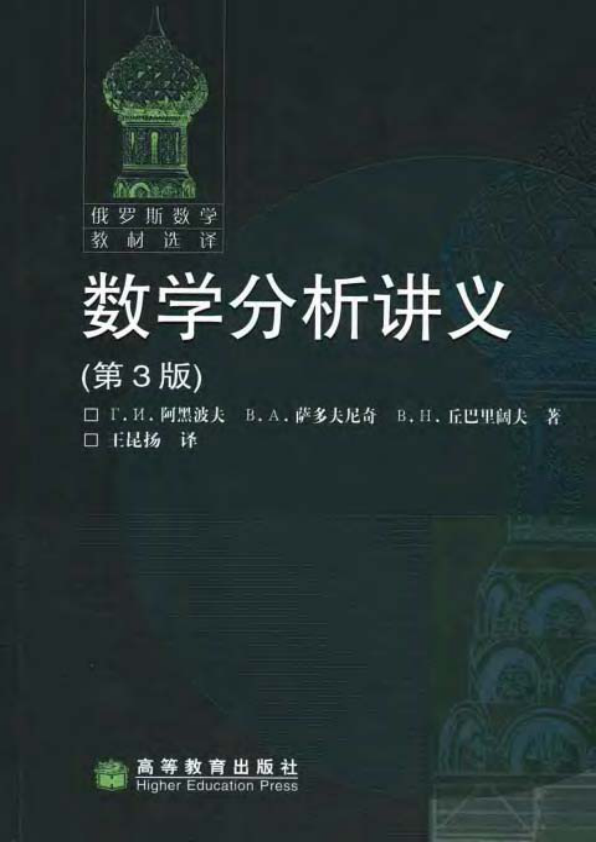 俄罗斯数学
教材选译
数学分析讲义
(第3版)
□ Г.И.阿黑波夫 В.А.萨多夫尼奇 В.Н.丘巴里阔夫 著
□ 王昆扬 译
高等教育出版社
Higher Education Press